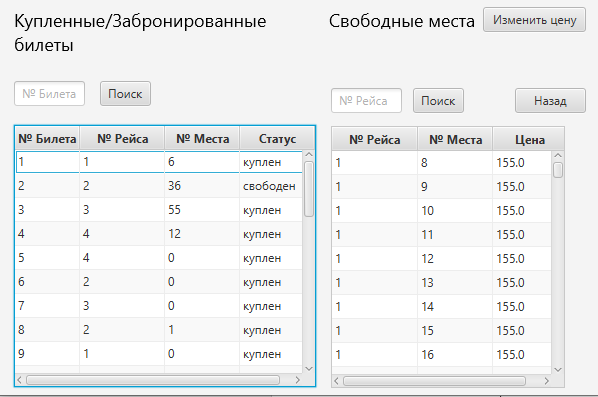 Купленные/Забронированные
билеты
№ Билета
Поиск
№ Билета № Рейса № Места Статус
1 1 6 куплен
2 2 36 свободен
3 3 55 куплен
4 4 12 куплен
5 4 0 куплен
6 2 0 куплен
7 3 0 куплен
8 2 1 куплен
9 1 0 куплен
Свободные места
Изменить цену
№ Рейса
Поиск
Назад
№ Рейса № Места Цена
1 8 155.0
1 9 155.0
1 10 155.0
1 11 155.0
1 12 155.0
1 13 155.0
1 14 155.0
1 15 155.0
1 16 155.0